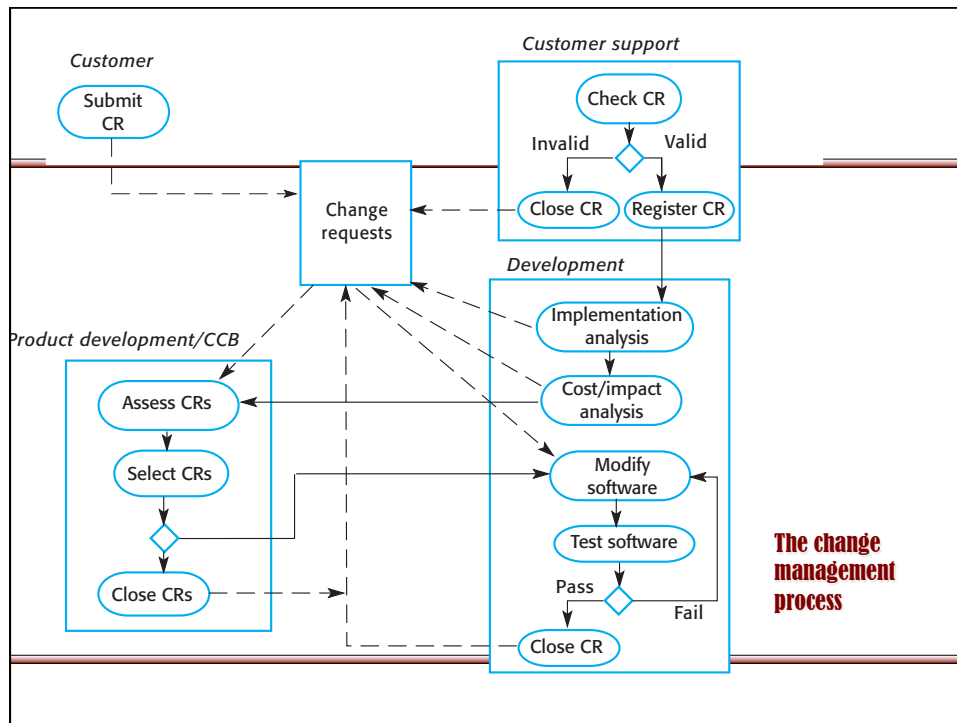 Customer support
Customer
Submit
CR
Check CR
Invalid
Valid
Close CR
Register CR
Change
requests
Development
Implementation
analysis
Product development/CCB
Cost/impact
analysis
Assess CRs
Select CRs
Modify
software
Test software
The change
management
process
Close CRs
Pass
Fail
Close CR